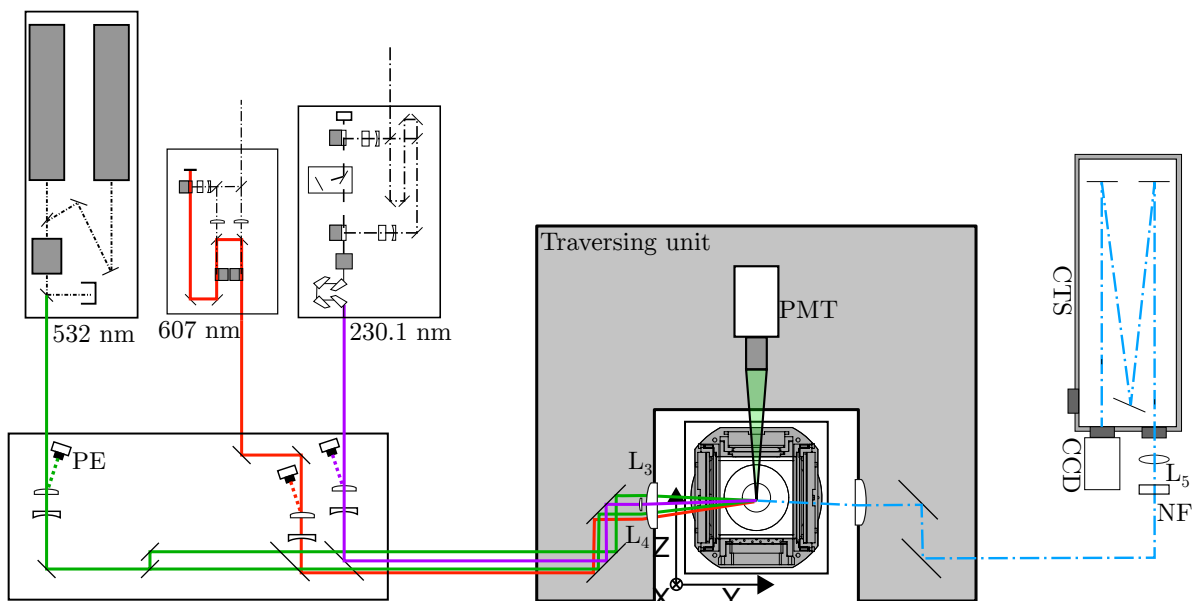 532 nm
607 nm
230.1 nm
Traversing unit
PMT
CTS
CCD
L5
NF
PE
L3
L4
Z
X
Y